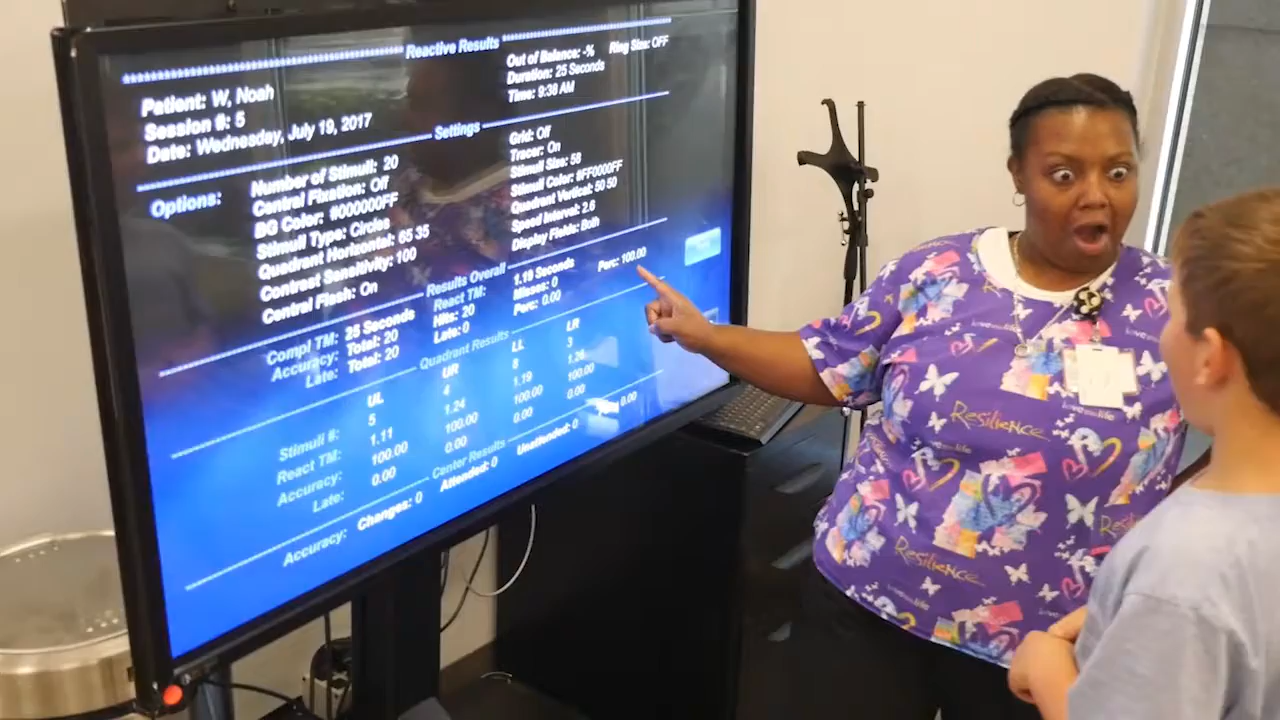 Reactive Results
Patient: W, Noah
Session #: 5
Date: Wednesday, July 19, 2017
Out of Balance: -%
Ring Size: OFF
Duration: 25 Seconds
Time: 9:38 AM
Settings
Options:
Number of Stimuli: 20
Central Fixation: Off
BG Color: #000000FF
Stimuli Type: Circles
Quadrant Horizontal: 65 35
Contrast Sensitivity: 100
Central Flash: On
Grid: Off
Tracer: On
Stimuli Size: 58
Stimuli Color: #FF0000FF
Quadrant Vertical: 50 50
Speed Interval: 2.6
Display Fields: Both
Results Overall
Compl TM: 25 Seconds React TM: 1.19 Seconds
Accuracy: Total: 20 Hits: 20 Misses: 0 Perc: 100.00
Late: Total: 20 Late: 0 Perc: 0.00
Quadrant Results
UL UR LL LR
Stimuli #: 5 4 8 3
React TM: 1.11 1.24 1.19 1.26
Accuracy: 100.00 100.00 100.00 100.00
Late: 0.00 0.00 0.00 0.00
Center Results
Accuracy: Changes: 0 Attended: 0 Unattended: 0 0.00
Resilience
Resilience